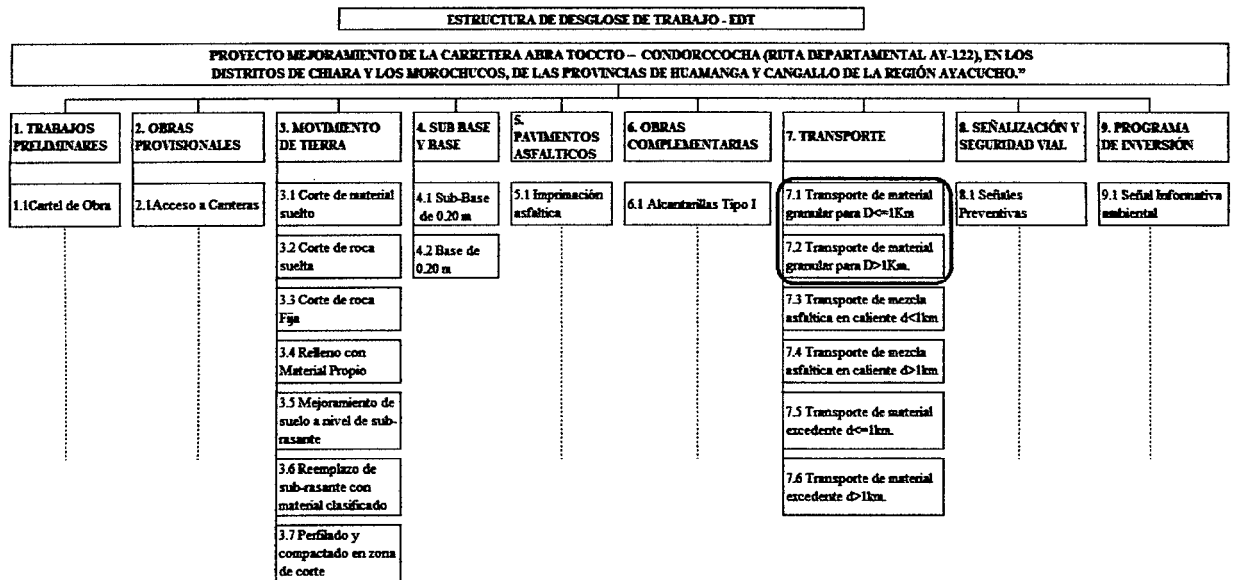 ESTRUCTURA DE DESGLOSE DE TRABAJO - EDT
PROYECTO MEJORAMIENTO DE LA CARRETERA ABRA TOCCTO – CONDORCCOCHA (RUTA DEPARTAMENTAL AY-122), EN LOS
DISTRITOS DE CHIARA Y LOS MOROCHUCOS, DE LAS PROVINCIAS DE HUAMANGA Y CANGALLO DE LA REGIÓN AYACUCHO."
1. TRABAJOS
PRELIMINARES
1.1Cartel de Obra
2. OBRAS
PROVISIONALES
2.1Acceso a Canteras
3. MOVIMIENTO
DE TIERRA
3.1 Corte de material
suelto
3.2 Corte de roca
suelta
3.3 Corte de roca
Fija
3.4 Relleno con
Material Propio
3.5 Mejoramiento de
suelo a nivel de sub-
rasante
3.6 Reemplazo de
sub-rasante con
material clasificado
3.7 Perfilado y
compactado en zona
de corte
4. SUB BASE
Y BASE
4.1 Sub-Base
de 0.20 m
4.2 Base de
0.20 m
5.
PAVIMENTOS
ASFALTICOS
5.1 Imprimación
asfaltica
6. OBRAS
COMPLEMENTARIAS
6.1 Alcantarillas Tipo I
7. TRANSPORTE
7.1 Transporte de material
granular para D<=1Km
7.2 Transporte de material
granular para D>1Km.
7.3 Transporte de mezcla
asfaltica en caliente d<1km
7.4 Transporte de mezcla
asfaltica en caliente d>1km
7.5 Transporte de material
excedente d<=1km.
7.6 Transporte de material
excedente d>1km.
8. SEÑALIZACIÓN Y
SEGURIDAD VIAL
8.1 Señales
Preventivas
9. PROGRAMA
DE INVERSIÓN
9.1 Señal Informativa
ambiental